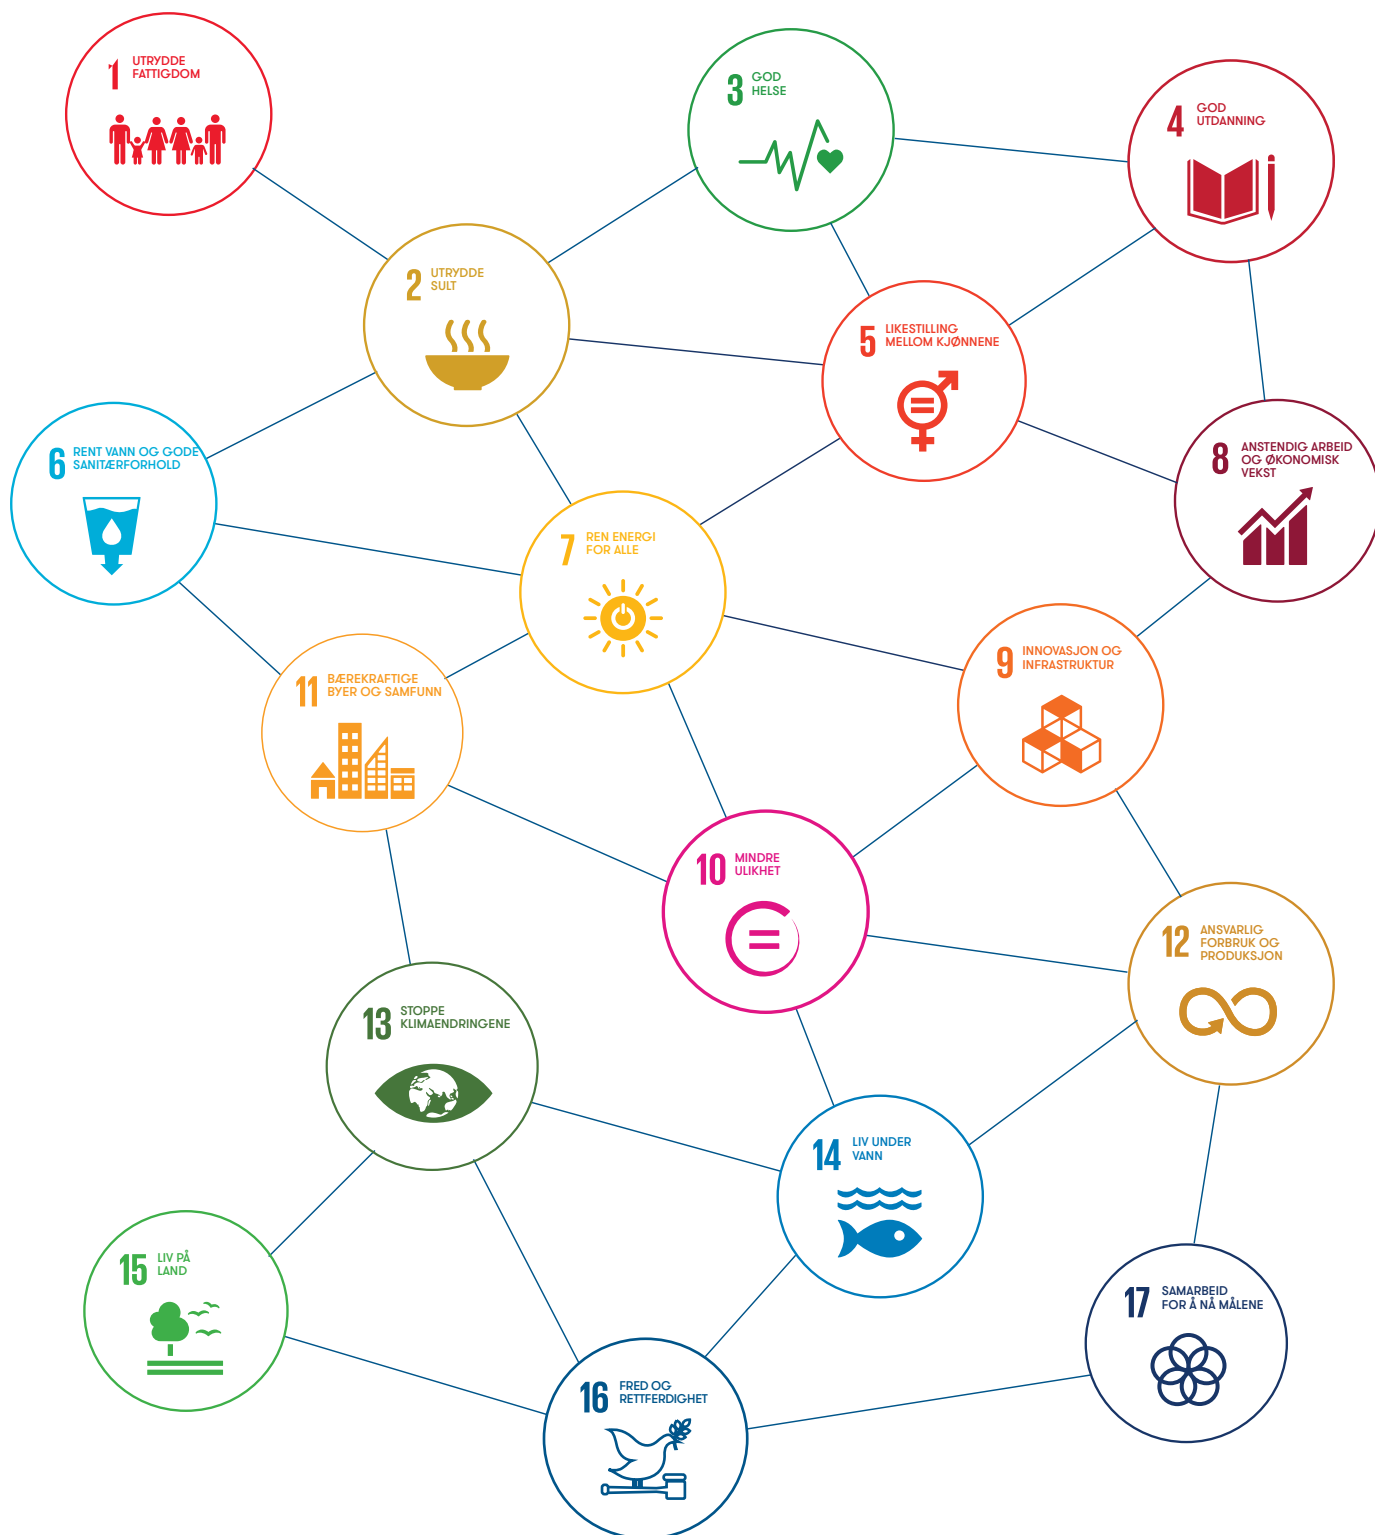 1
UTRYDDE
FATTIGDOM
2
UTRYDDE
SULT
3
GOD
HELSE
4
GOD
UTDANNING
5
LIKESTILLING
MELLOM KJØNNENE
6
RENT VANN OG GODE
SANITÆRFORHOLD
7
REN ENERGI
FOR ALLE
8
ANSTENDIG ARBEID
OG ØKONOMISK
VEKST
9
INNOVASJON OG
INFRASTRUKTUR
10
MINDRE
ULIKHET
11
BÆREKRAFTIGE
BYER OG SAMFUNN
12
ANSVARLIG
FORBRUK OG
PRODUKSJON
13
STOPPE
KLIMAENDRINGENE
14
LIV UNDER
VANN
15
LIV PÅ
LAND
16
FRED OG
RETTFERDIGHET
17
SAMARBEID
FOR Å NÅ MÅLENE